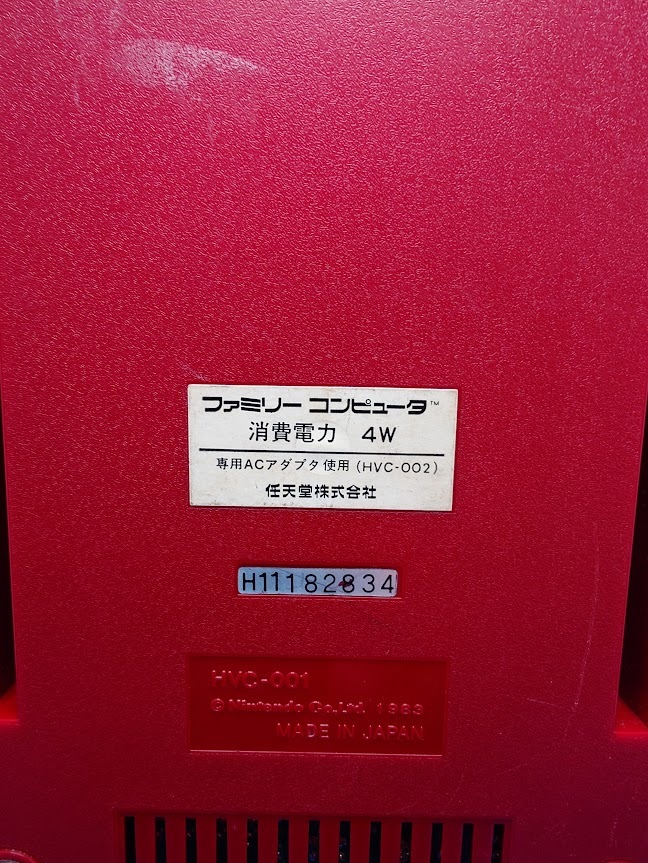 ファミリー コンピュータ™
消費電力 4W
専用ACアダプタ使用(HVC-002)
任天堂株式会社
H11182834
HVC-001
© Nintendo Co.,Ltd. 1983
MADE IN JAPAN